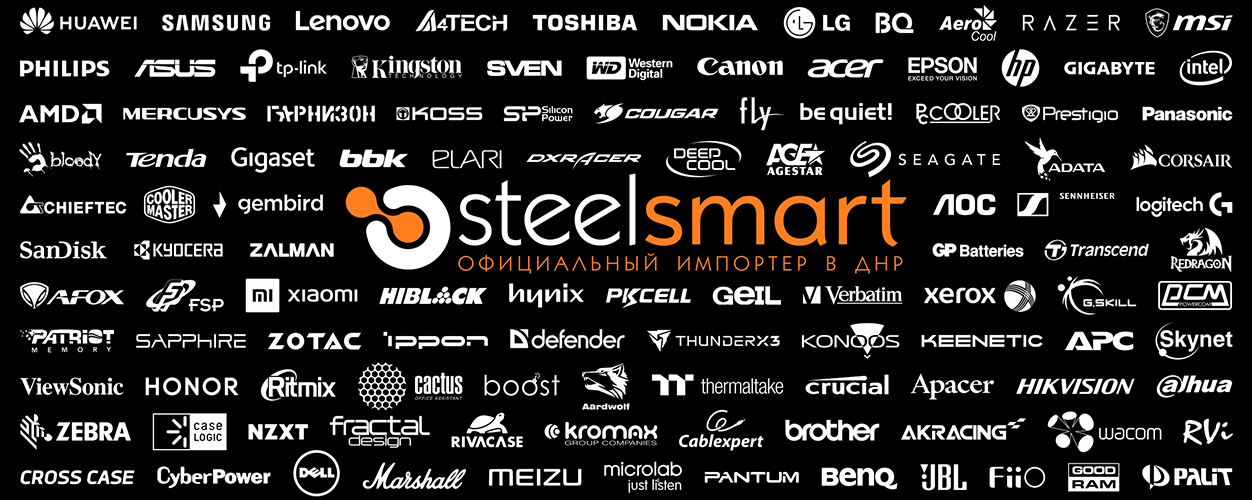 HUAWEI SAMSUNG Lenovo A4TECH TOSHIBA NOKIA LG BQ Aero Cool RAZER msi
PHILIPS ASUS tp-link Kingston TECHNOLOGY SVEN WD Western Digital Canon acer EPSON EXCEED YOUR VISION hp GIGABYTE intel
AMD MERCUSYS ГАРНИЗОН KOSS SP Silicon Power COUGAR fly be quiet! PCCOOLER Prestigio Panasonic
bloody Tenda Gigaset bbk ELARI DXRACER DEEP COOL AGE STAR AGESTAR SEAGATE ADATA CORSAIR
CHIEFTEC COOLER MASTER gembird steelsmart AOC SENNHEISER logitech G
SanDisk KYOCERA ZALMAN ОФИЦИАЛЬНЫЙ ИМПОРТЕР В ДНР GP Batteries Transcend REDRAGON
AFOX FSP mi xiaomi HIBLACK hynix PKCELL GeIL Verbatim xerox G.SKILL PCM POWERCOM
PATRIOT MEMORY SAPPHIRE ZOTAC ippon defender THUNDERX3 KONOOS KEENETIC APC Skynet
ViewSonic HONOR Ritmix cactus OFFICE ASSISTANT boost Aardwolf thermaltake crucial Apacer HIKVISION alhua
ZEBRA case LOGIC NZXT fractal design RIVACASE kromax GROUP COMPANIES Cablexpert brother AKRACING wacom RVi
CROSS CASE CyberPower DELL Marshall MEIZU microlab just listen PANTUM BenQ JBL FiiO GOOD RAM PALIT